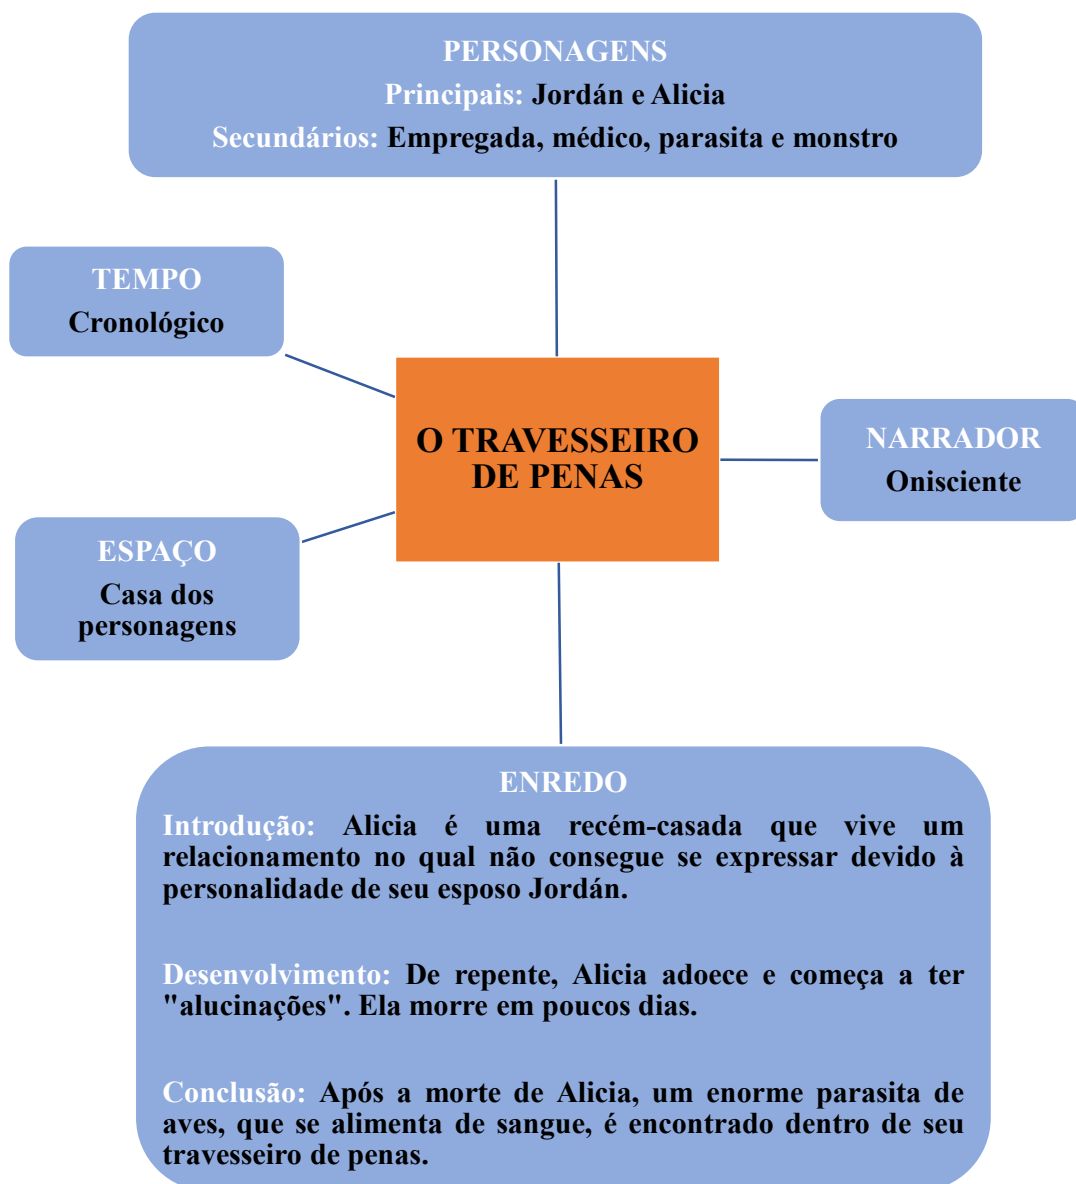 PERSONAGENS
Principais: Jordán e Alicia
Secundários: Empregada, médico, parasita e monstro
TEMPO
Cronológico
O TRAVESSEIRO
DE PENAS
NARRADOR
Onisciente
ESPAÇO
Casa dos
personagens
ENREDO
Introdução: Alicia é uma recém-casada que vive um
relacionamento no qual não consegue se expressar devido à
personalidade de seu esposo Jordán.
Desenvolvimento: De repente, Alicia adoece e começa a ter
"alucinações". Ela morre em poucos dias.
Conclusão: Após a morte de Alicia, um enorme parasita de
aves, que se alimenta de sangue, é encontrado dentro de seu
travesseiro de penas.